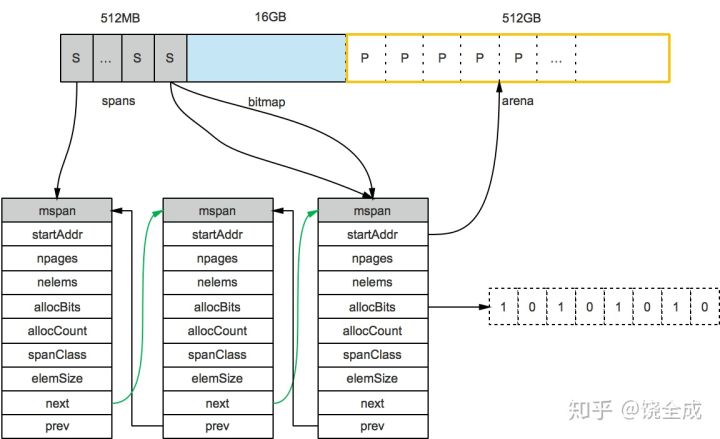 512MB 16GB 512GB
S ... S S P P P P P ...
spans bitmap arena
mspan mspan mspan
startAddr startAddr startAddr
npages npages npages
nelems nelems nelems
allocBits allocBits allocBits 1 0 1 0 1 0 1 0
allocCount allocCount allocCount
spanClass spanClass spanClass
elemSize elemSize elemSize
next next next
prev prev prev
知乎 @饶全成